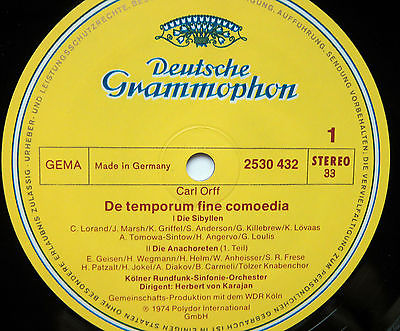 Deutsche
Grammophon
1
GEMA
Made in Germany
2530 432
STEREO
33
Carl Orff
De temporum fine comoedia
I Die Sibyllen
C. Lorand/J. Marsh/K. Griffel/S. Anderson/G. Killebrew/K. Lovaas
A. Tomowa-Sintow/H. Angervo/G. Loulis
II Die Anachoreten (1. Teil)
E. Geisen/H. Wegmann/H. Helm/W. Anheisser/S. R. Frese
H. Patzalt/H. Jokel/A. Diakov/B. Carmeli/Tölzer Knabenchor
Kölner Rundfunk-Sinfonie-Orchester
Dirigent: Herbert von Karajan
Gemeinschafts-Produktion mit dem WDR Köln
℗ 1974 Polydor International
GmbH